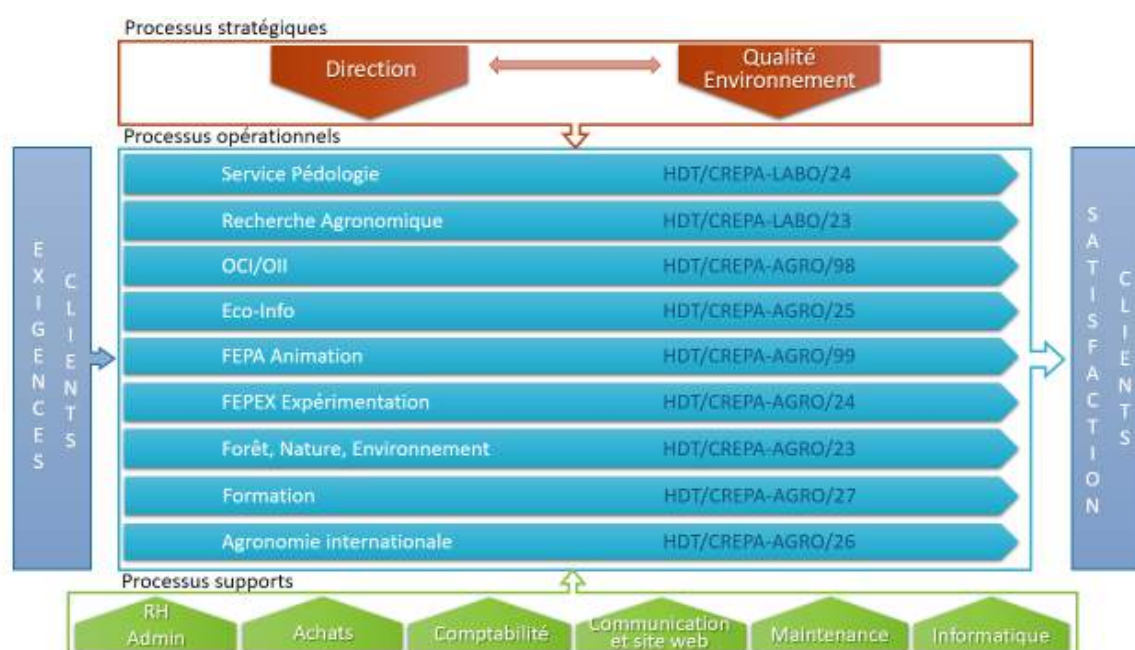 Processus stratégiques
Direction
Qualité
Environnement
Processus opérationnels
EXIGENCES
CLIENTS
Service Pédologie HDT/CREPA-LABO/24
Recherche Agronomique HDT/CREPA-LABO/23
OCI/OII HDT/CREPA-AGRO/98
Eco-Info HDT/CREPA-AGRO/25
FEPA Animation HDT/CREPA-AGRO/99
FEPEX Expérimentation HDT/CREPA-AGRO/24
Forêt, Nature, Environnement HDT/CREPA-AGRO/23
Formation HDT/CREPA-AGRO/27
Agronomie internationale HDT/CREPA-AGRO/26
SATISFACTION
CLIENTS
Processus supports
RH
Admin
Achats
Comptabilité
Communication
et site web
Maintenance
Informatique